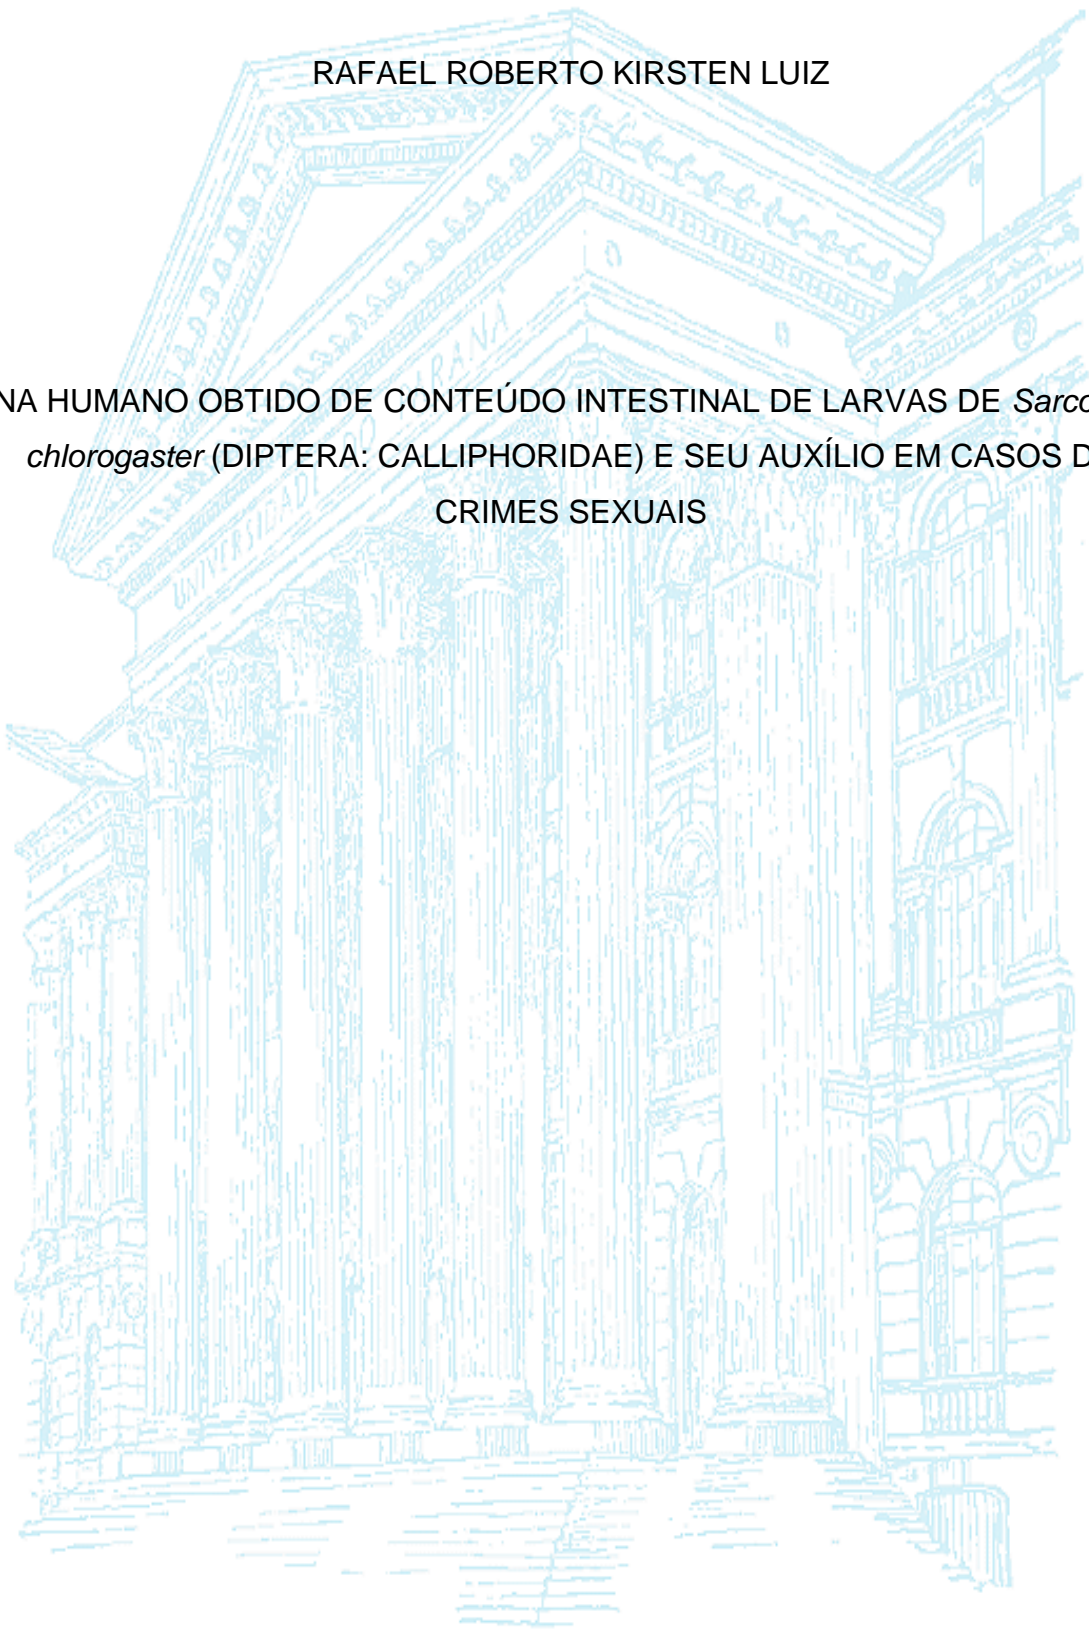 RAFAEL ROBERTO KIRSTEN LUIZ
NA HUMANO OBTIDO DE CONTEÚDO INTESTINAL DE LARVAS DE Sarco
chlorogaster (DIPTERA: CALLIPHORIDAE) E SEU AUXÍLIO EM CASOS D
CRIMES SEXUAIS